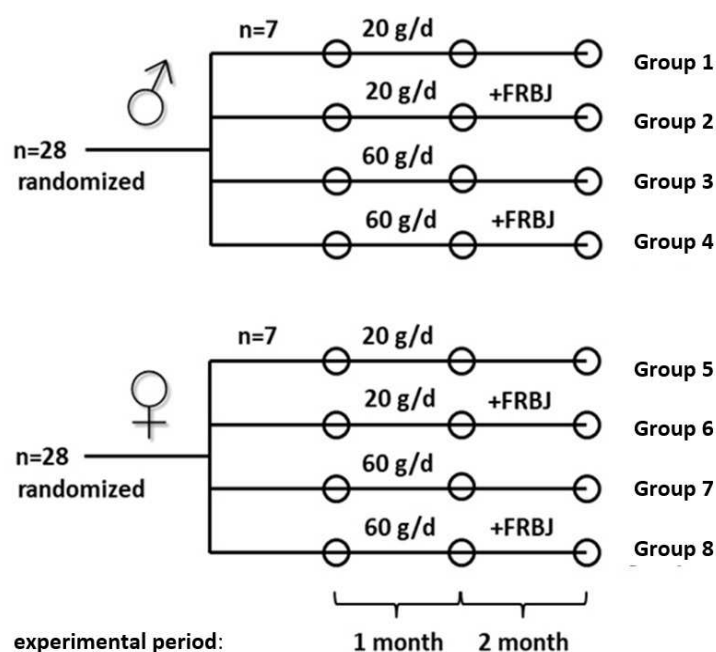 n=7 20 g/d Group 1
20 g/d +FRBJ Group 2
n=28
randomized 60 g/d Group 3
60 g/d +FRBJ Group 4
n=7 20 g/d Group 5
20 g/d +FRBJ Group 6
n=28
randomized 60 g/d Group 7
60 g/d +FRBJ Group 8
experimental period: 1 month 2 month